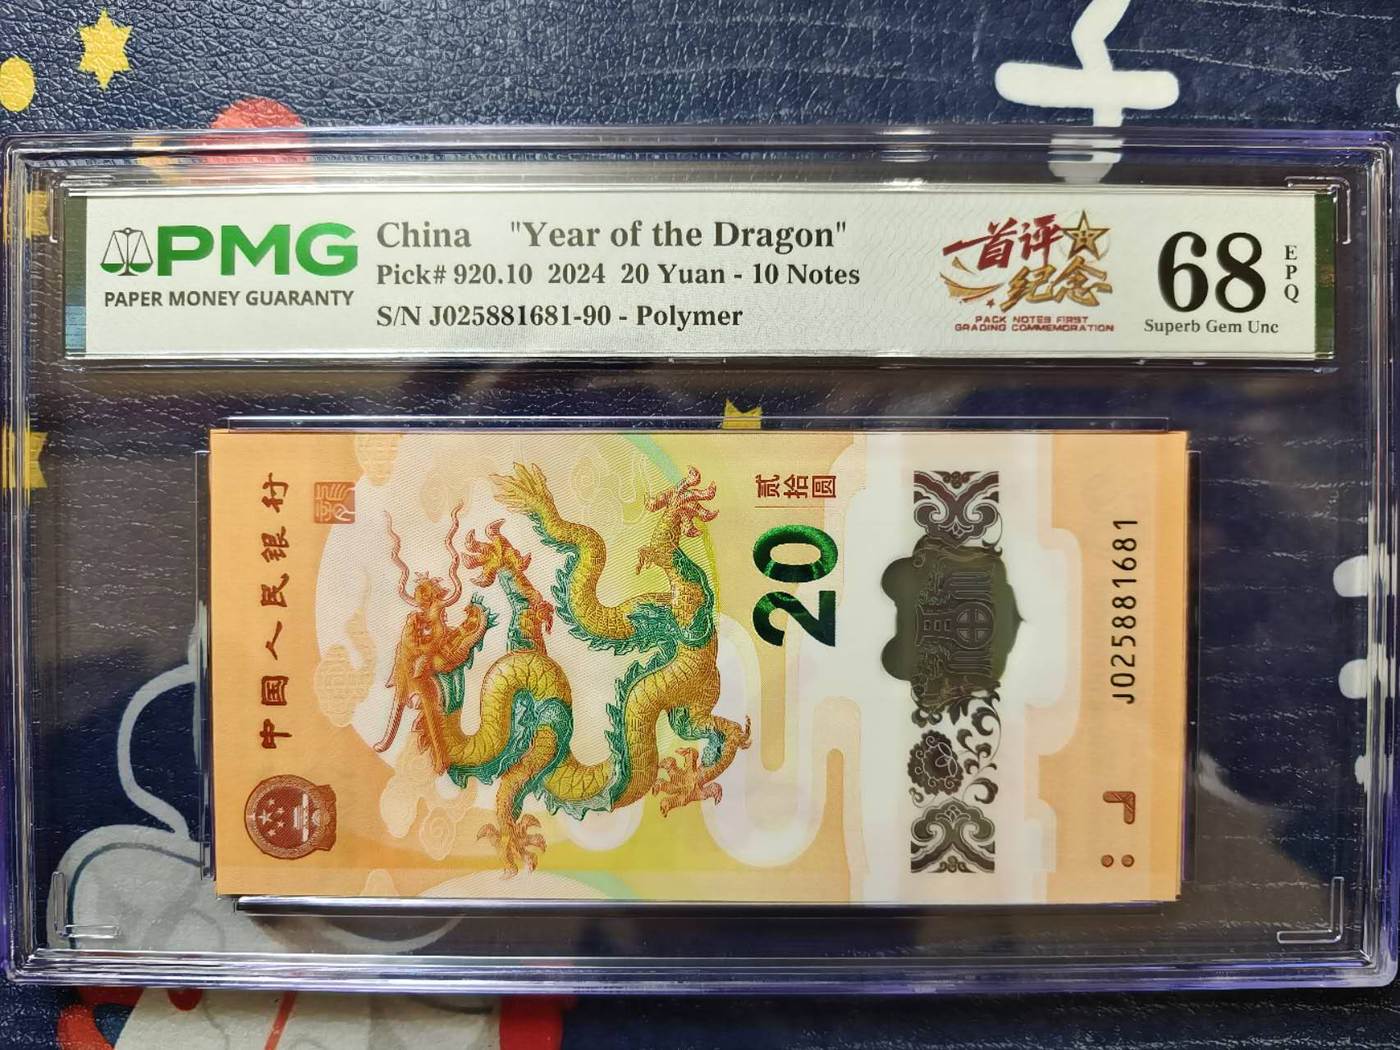 PMG
PAPER MONEY GUARANTY
China "Year of the Dragon"
Pick# 920.10 2024 20 Yuan - 10 Notes
S/N J025881681-90 - Polymer
首评
纪念
PACK NOTES FIRST
GRADING COMMEMORATION
68
EPQ
Superb Gem Unc
中国人民银行
贰拾圆
20
J025881681